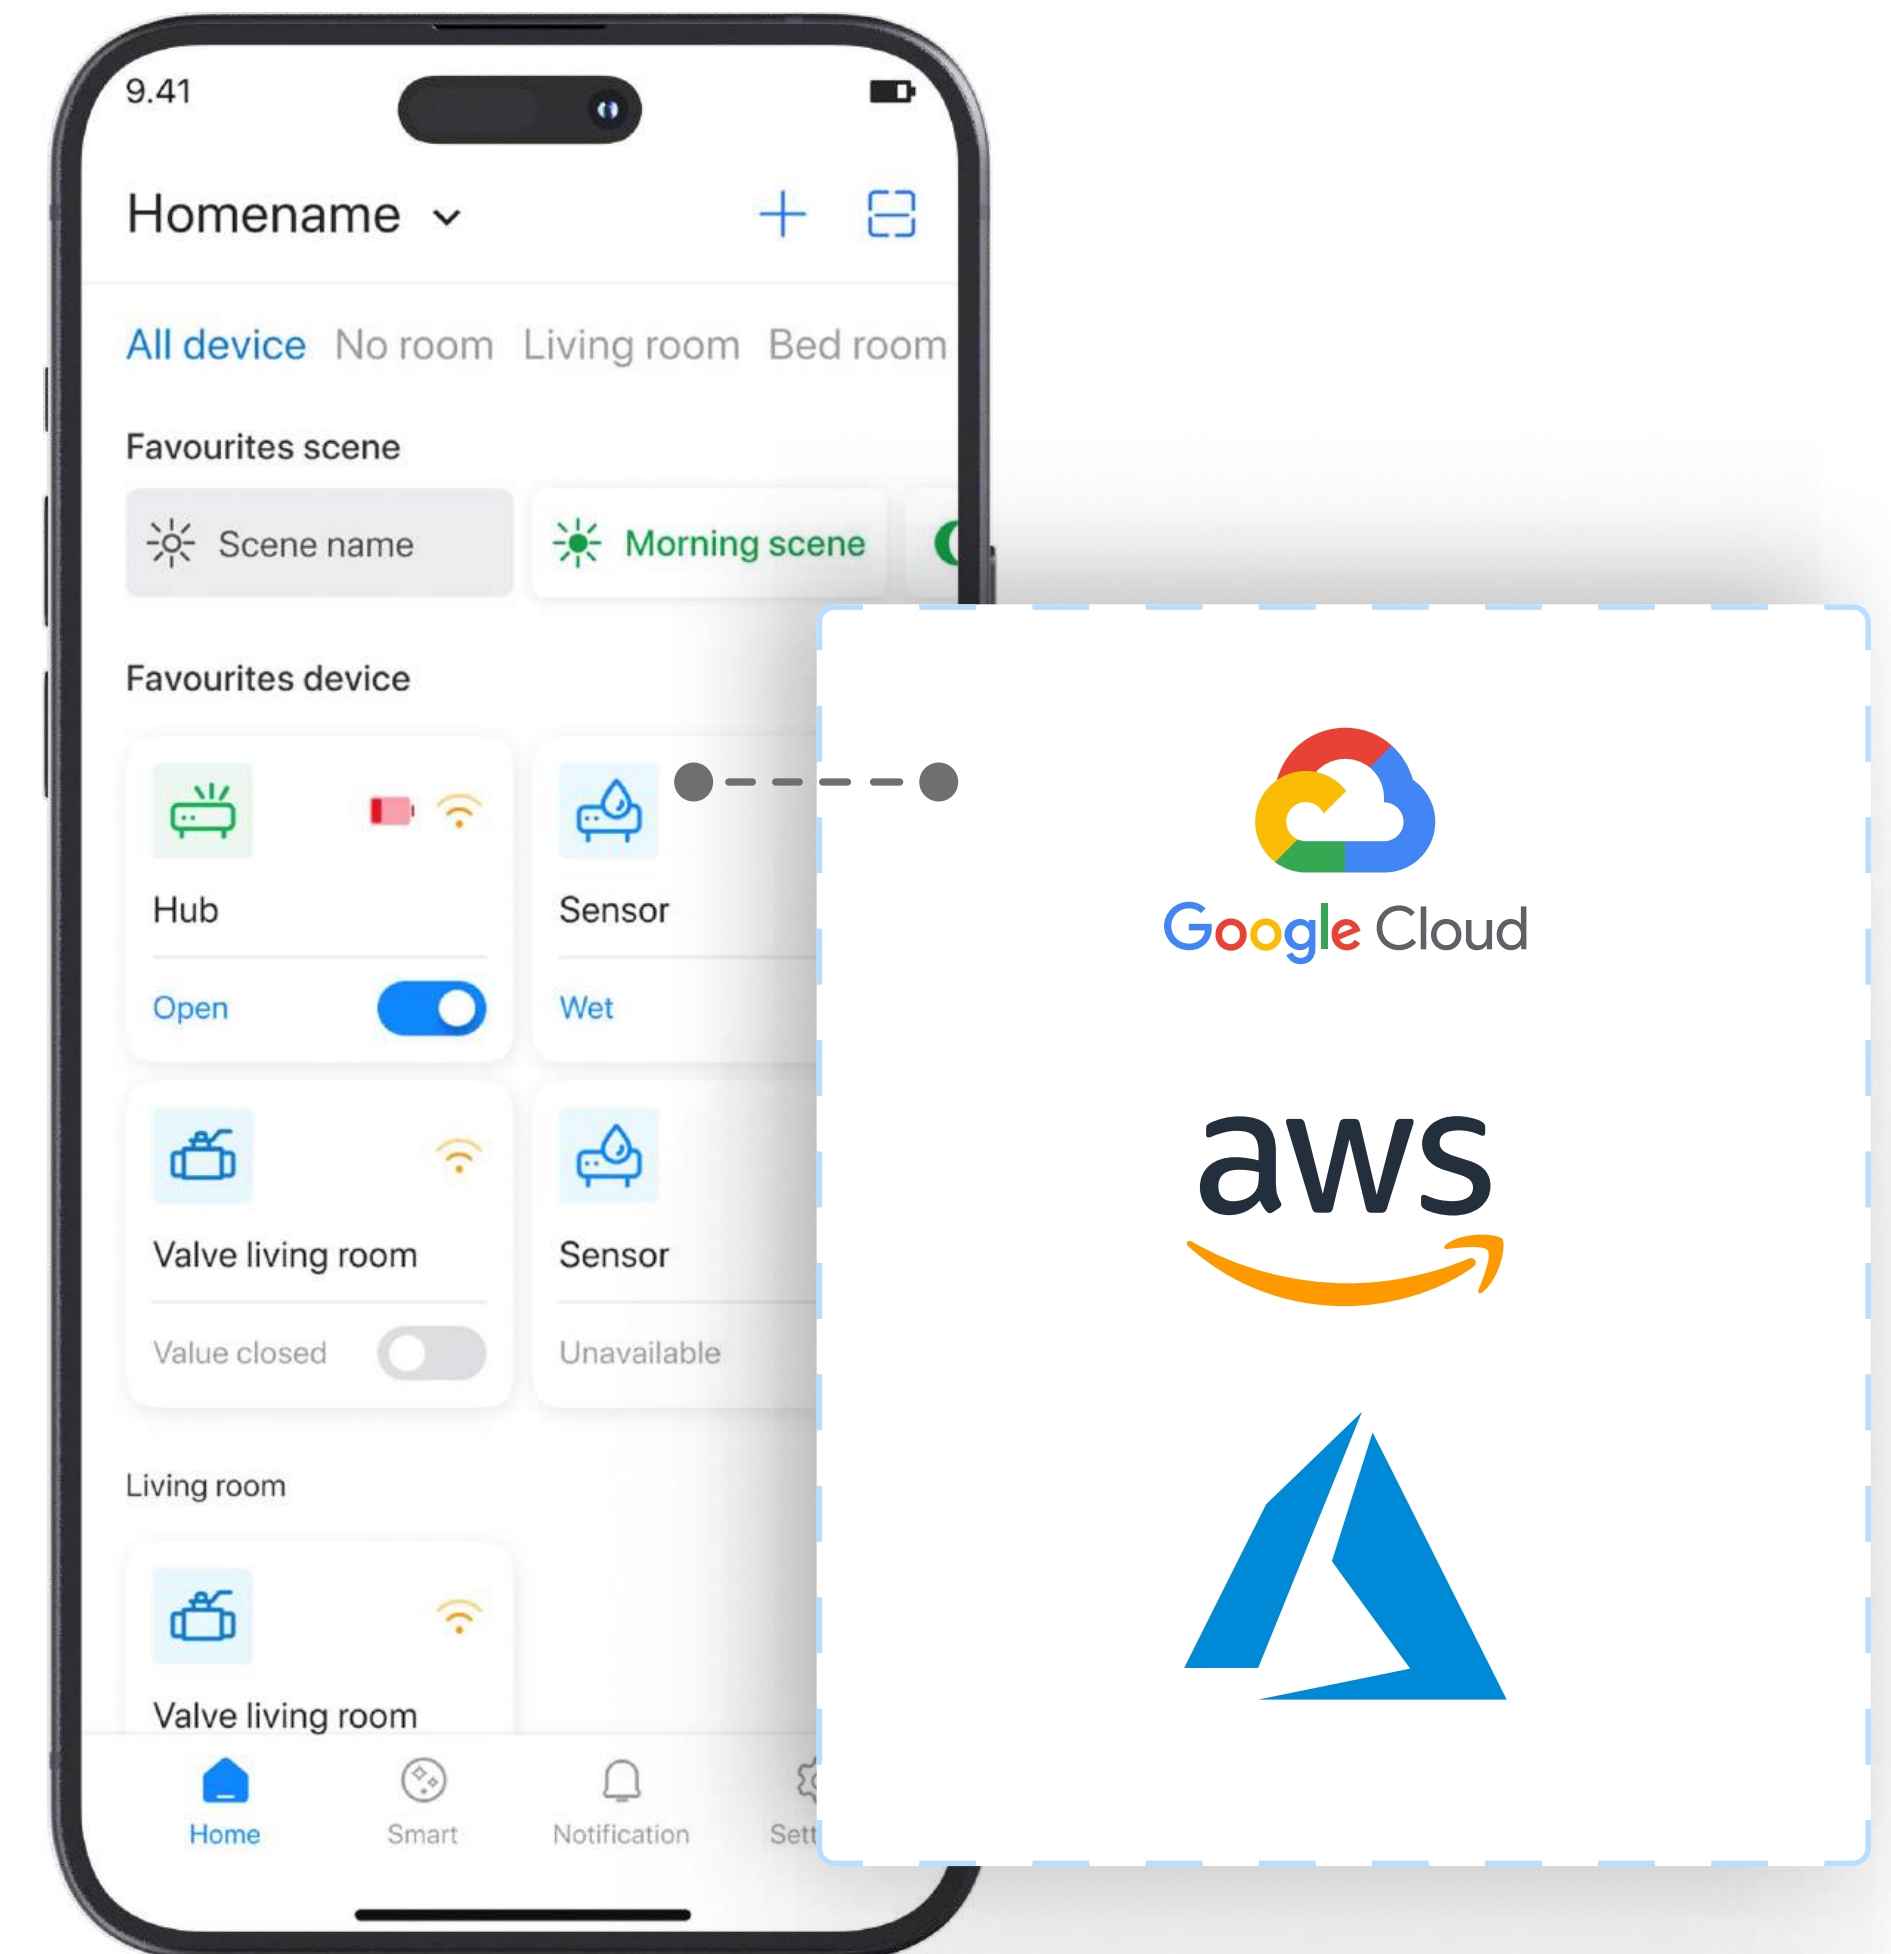 9.41
Homename
All device No room Living room Bed room
Favourites scene
Scene name Morning scene
Favourites device
Hub Sensor
Open Wet
Valve living room Sensor
Value closed Unavailable
Living room
Valve living room
Home Smart Notification Sett
Google Cloud
aws